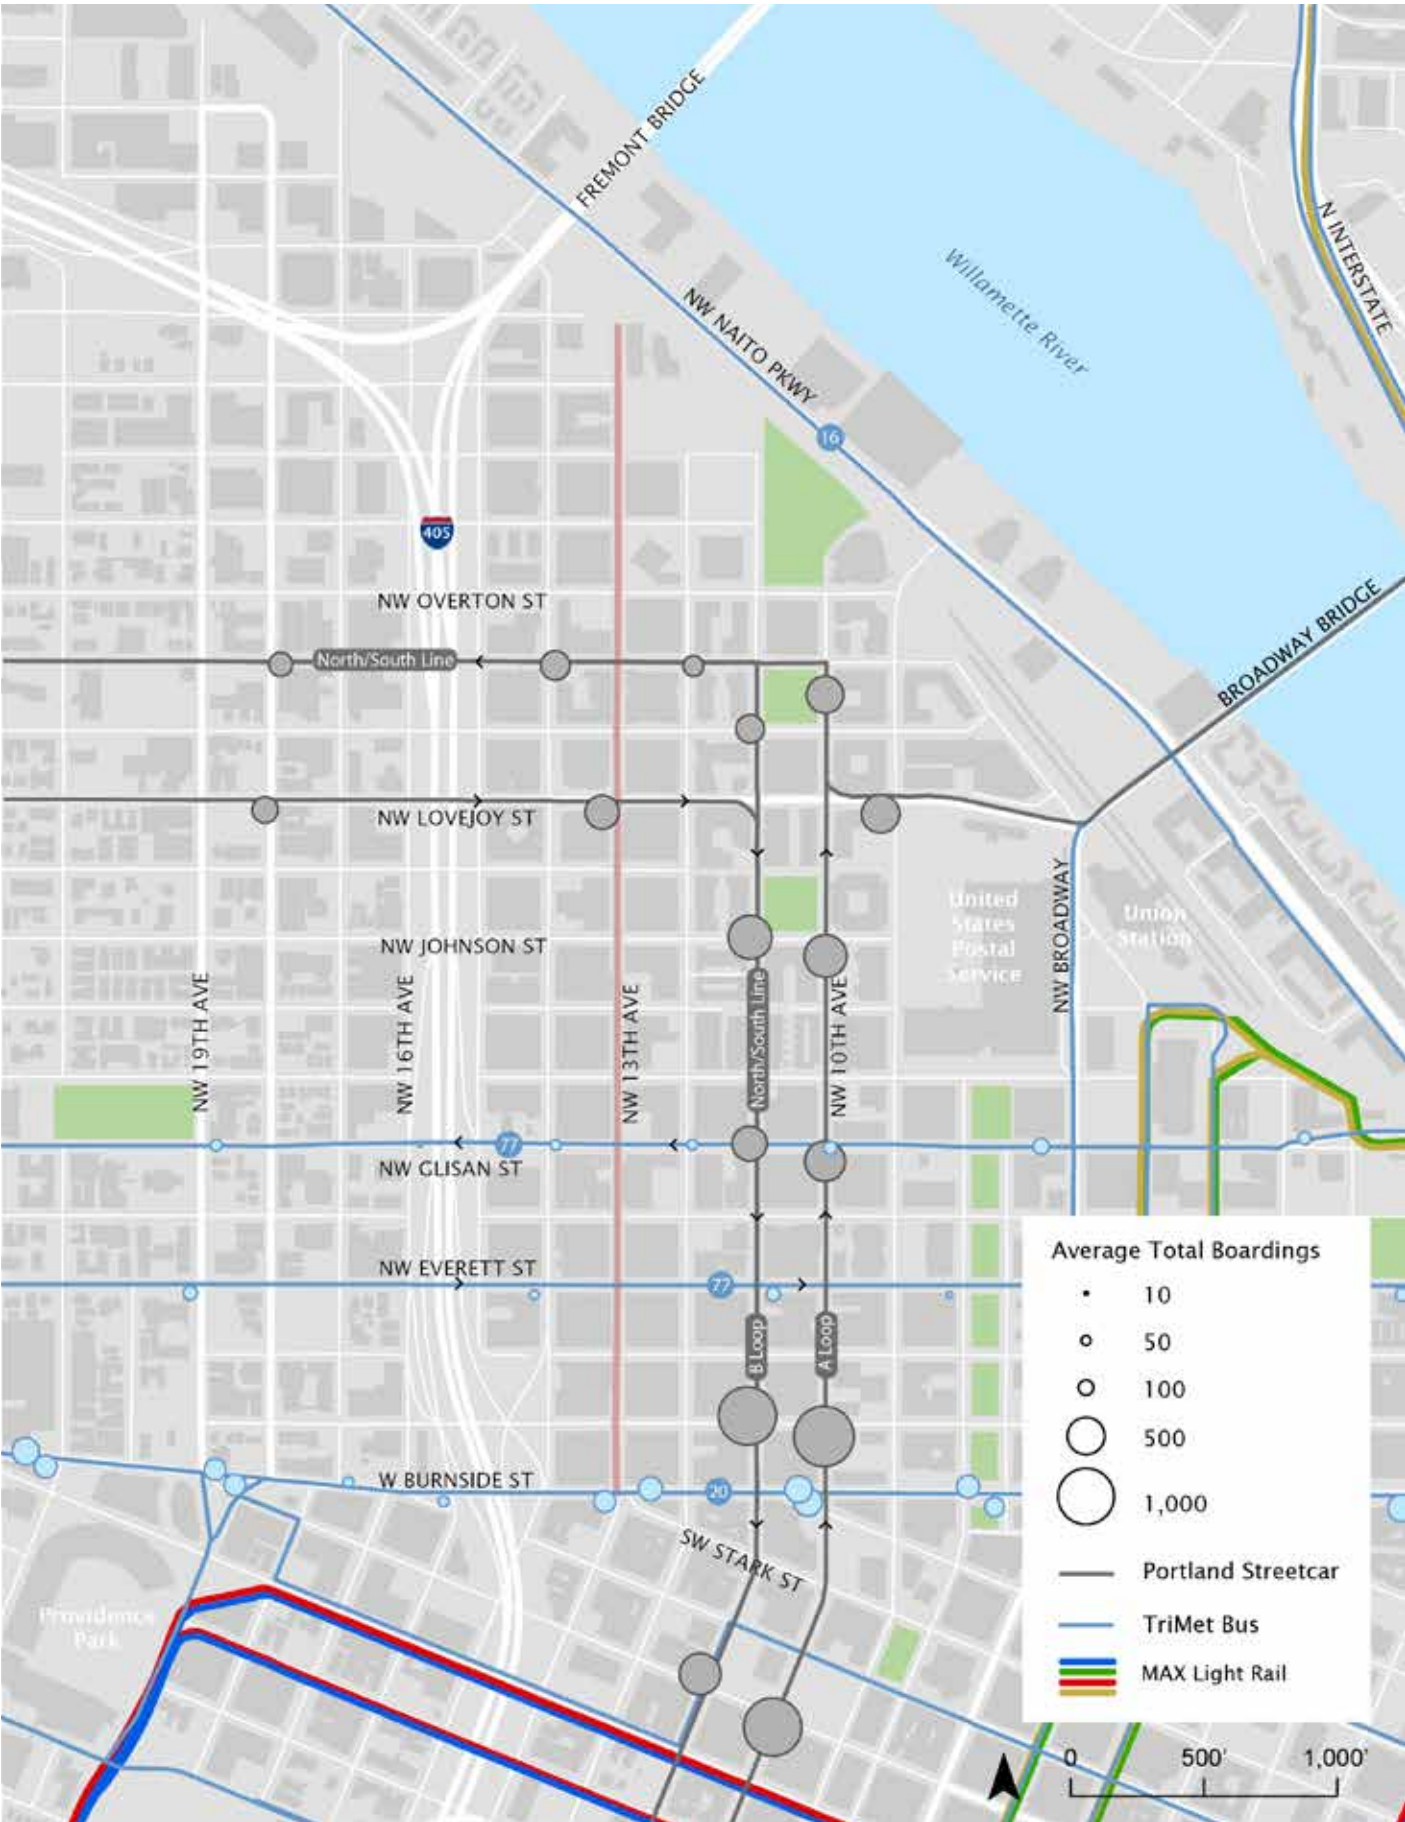 FREMONT BRIDGE
N INTERSTATE
Willamette River
NW NAITO PKWY
16
405
NW OVERTON ST
North/South Line
BROADWAY BRIDGE
NW LOVEJOY ST
United
States
Postal
Service
Union
Station
NW BROADWAY
NW JOHNSON ST
NW 19TH AVE
NW 16TH AVE
NW 13TH AVE
North/South Line
NW 10TH AVE
77
NW GLISAN ST
NW EVERETT ST
77
B Loop
A Loop
W BURNSIDE ST
20
SW STARK ST
Providence
Park
Average Total Boardings
10
50
100
500
1,000
Portland Streetcar
TriMet Bus
MAX Light Rail
0 500' 1,000'